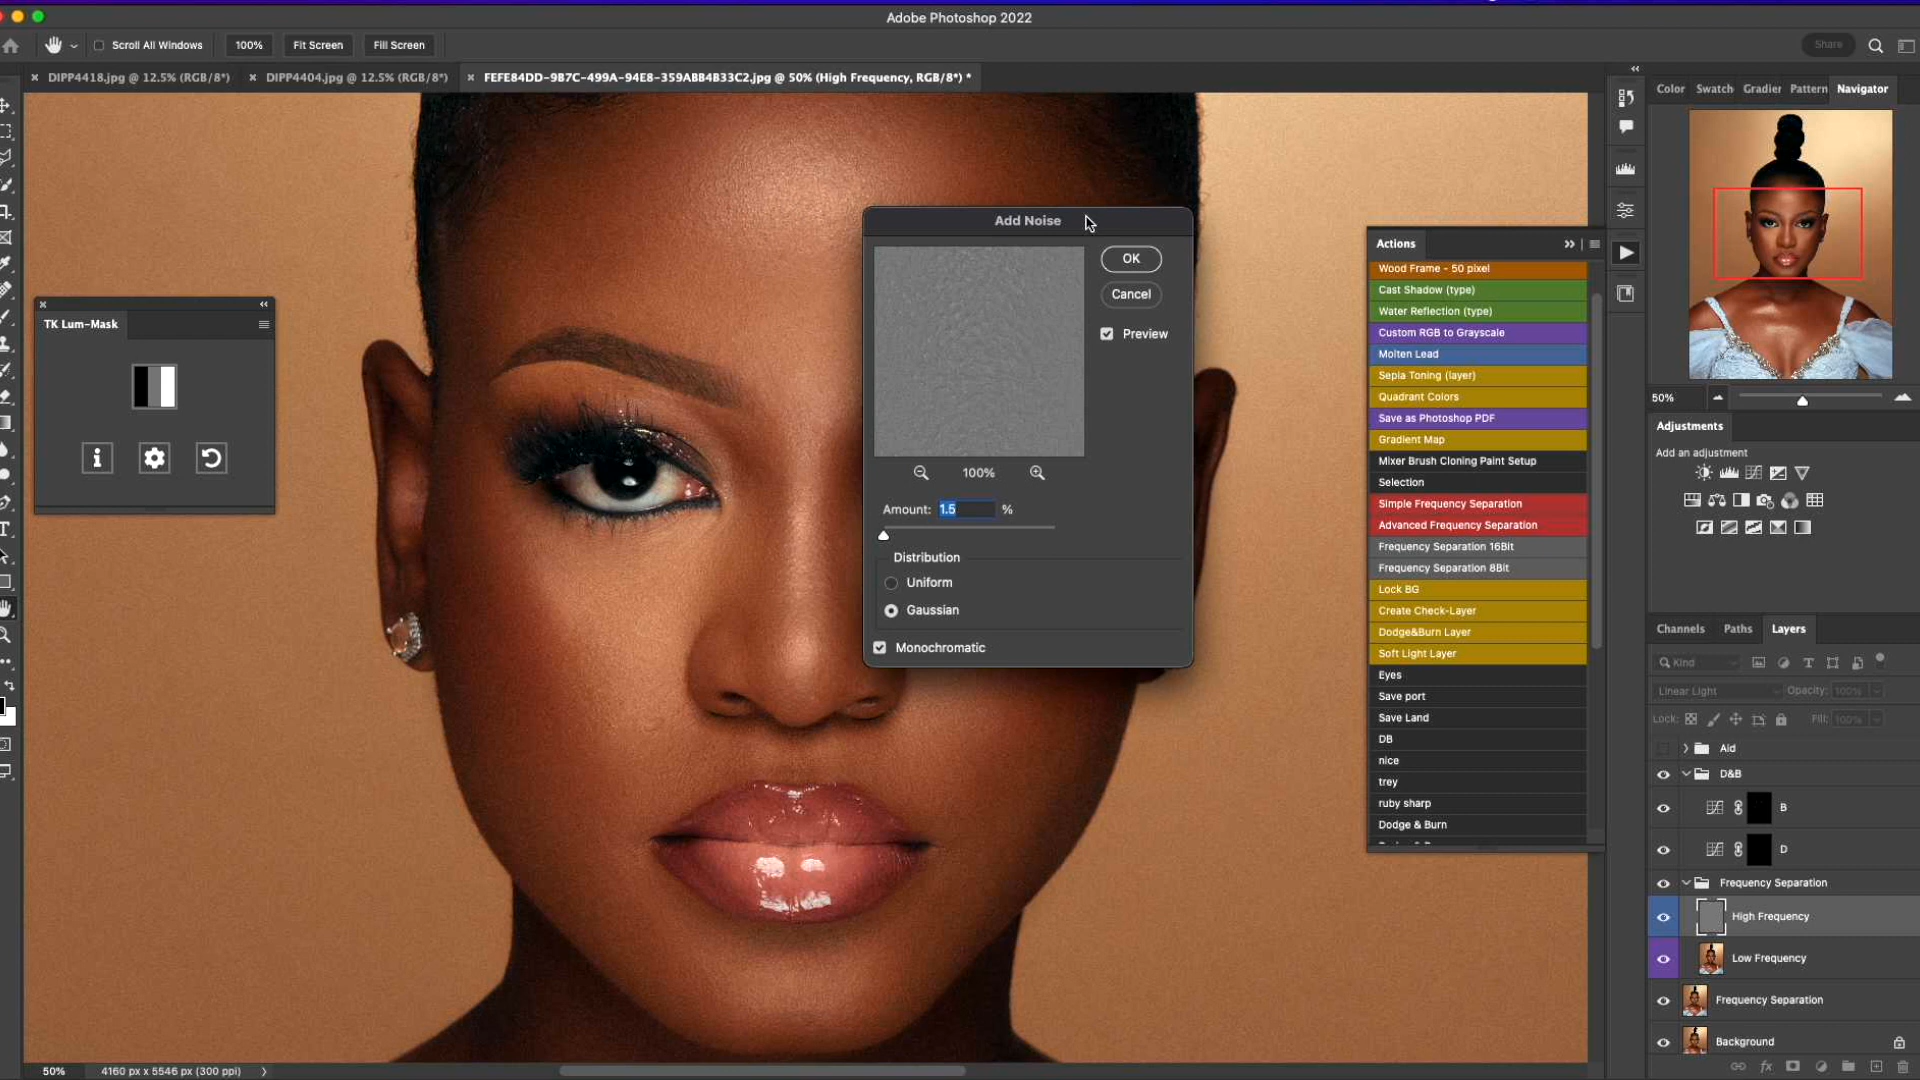 Adobe Photoshop 2022
Scroll All Windows
100%
Fit Screen
Fill Screen
Share
DIPP4418.jpg @ 12.5% (RGB/8*)
DIPP4404.jpg @ 12.5% (RGB/8*)
FEFE84DD-9B7C-499A-94E8-359ABB4B33C2.jpg @ 50% (High Frequency, RGB/8*) *
Color
Swatch
Gradier
Pattern
Navigator
TK Lum-Mask
Add Noise
OK
Cancel
Preview
100%
Amount: 1.5 %
Distribution
Uniform
Gaussian
Monochromatic
Actions
Wood Frame - 50 pixel
Cast Shadow (type)
Water Reflection (type)
Custom RGB to Grayscale
Molten Lead
Sepia Toning (layer)
Quadrant Colors
Save as Photoshop PDF
Gradient Map
Mixer Brush Cloning Paint Setup
Selection
Simple Frequency Separation
Advanced Frequency Separation
Frequency Separation 16Bit
Frequency Separation 8Bit
Lock BG
Create Check-Layer
Dodge&Burn Layer
Soft Light Layer
Eyes
Save port
Save Land
DB
nice
trey
ruby sharp
Dodge & Burn
50%
Adjustments
Add an adjustment
Channels
Paths
Layers
Kind
Linear Light
Opacity: 100%
Lock:
Fill: 100%
Aid
D&B
B
D
Frequency Separation
High Frequency
Low Frequency
Frequency Separation
Background
50%
4160 px x 5546 px (300 ppi)